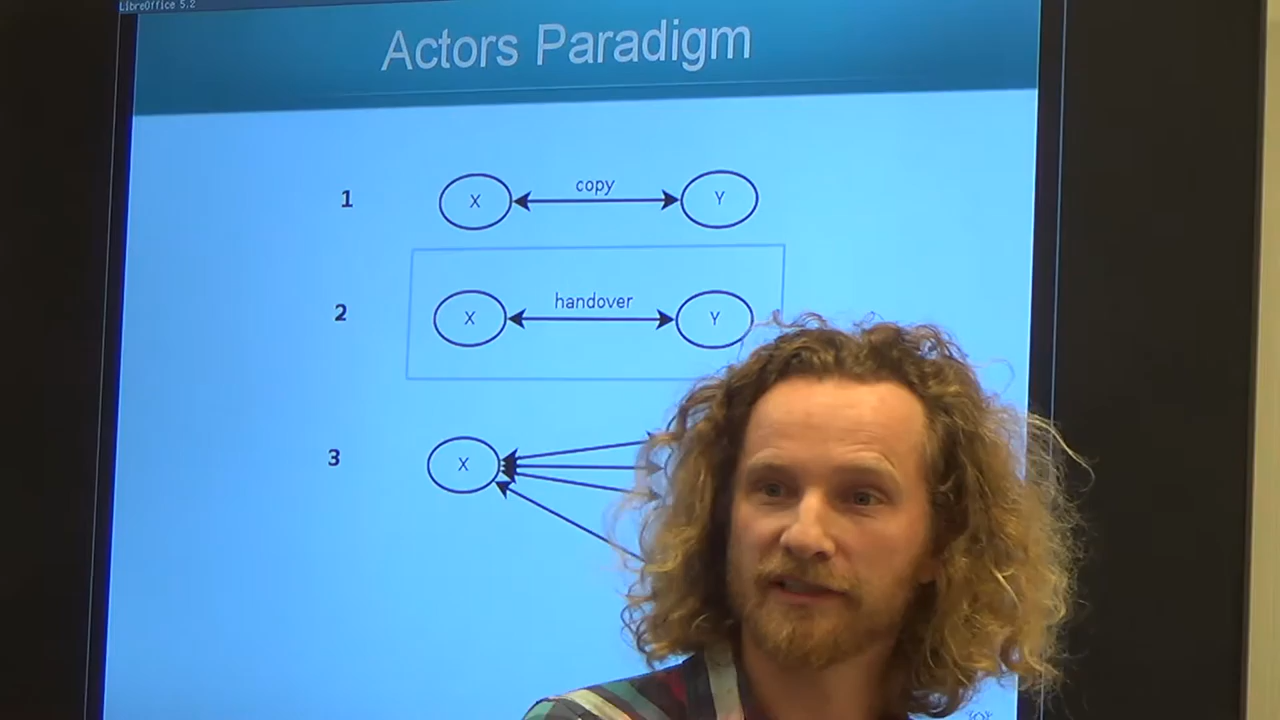 LibreOffice 5.2
Actors Paradigm
1 X copy Y
2 X handover Y
3 X